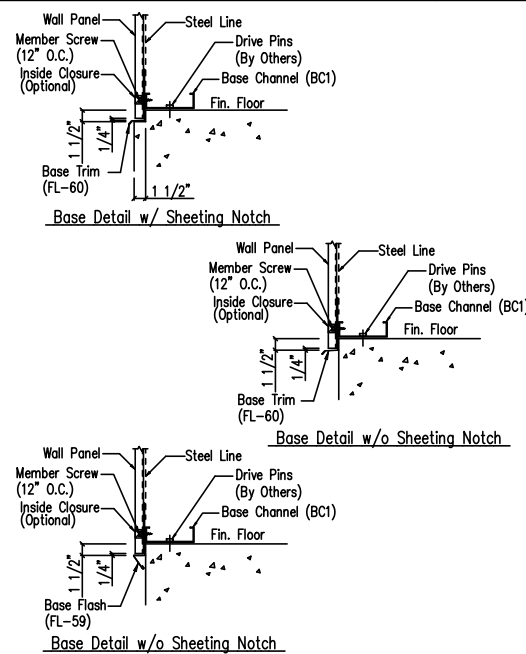 Wall Panel
Steel Line
Member Screw
(12" O.C.)
Drive Pins
(By Others)
Inside Closure
(Optional)
Base Channel (BC1)
Fin. Floor
1 1/2"
1/4"
Base Trim
(FL-60)
1 1/2"
Base Detail w/ Sheeting Notch
Wall Panel
Steel Line
Member Screw
(12" O.C.)
Drive Pins
(By Others)
Inside Closure
(Optional)
Base Channel (BC1)
Fin. Floor
1 1/2"
1/4"
Base Trim
(FL-60)
Base Detail w/o Sheeting Notch
Wall Panel
Steel Line
Member Screw
(12" O.C.)
Drive Pins
(By Others)
Inside Closure
(Optional)
Base Channel (BC1)
Fin. Floor
1 1/2"
1/4"
Base Flash
(FL-59)
Base Detail w/o Sheeting Notch